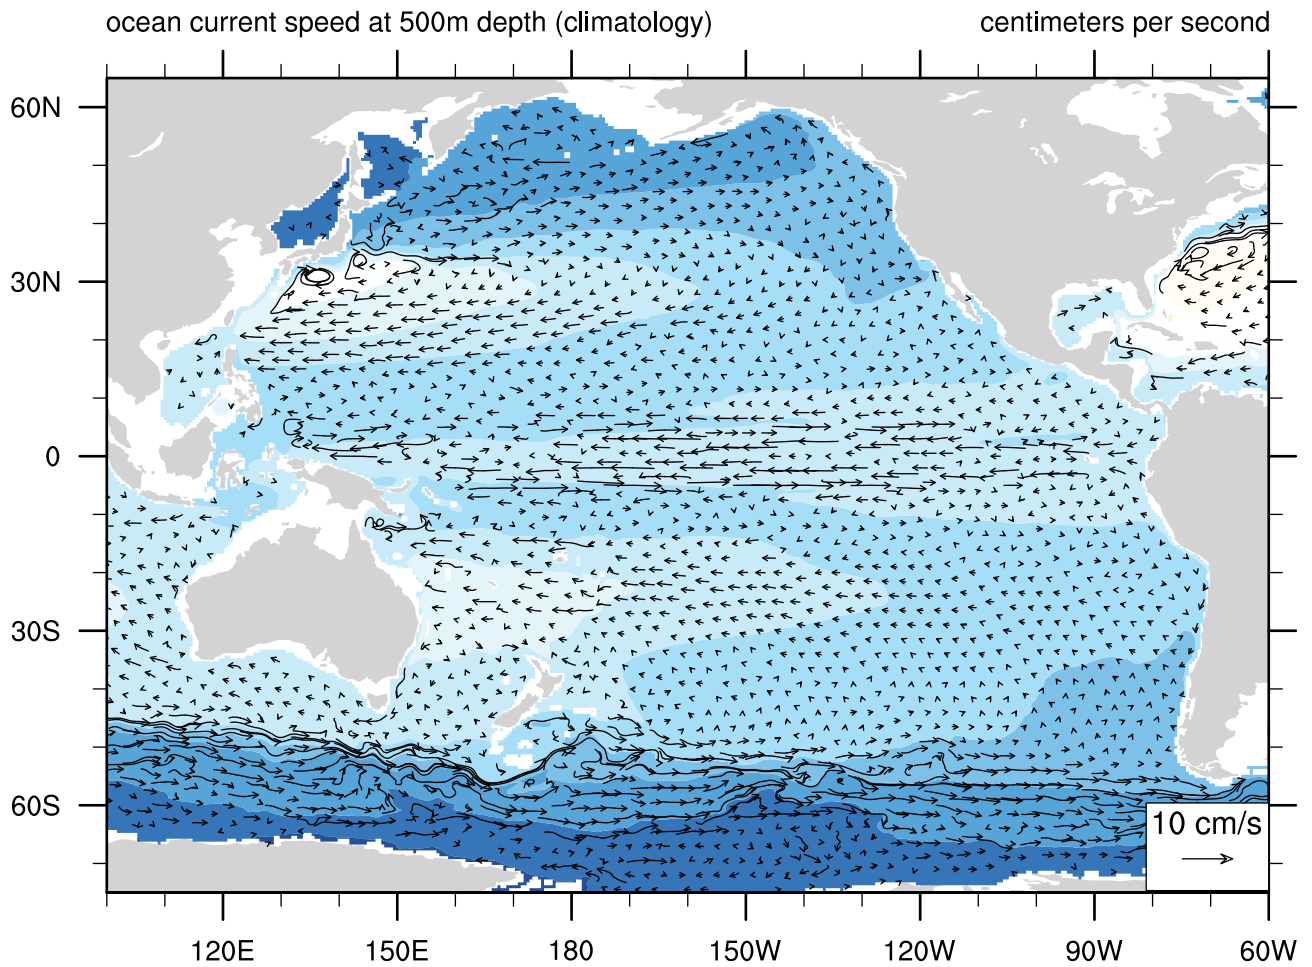 ocean current speed at 500m depth (climatology) centimeters per second
60N
30N
0
30S
60S
10 cm/s
120E 150E 180 150W 120W 90W 60W